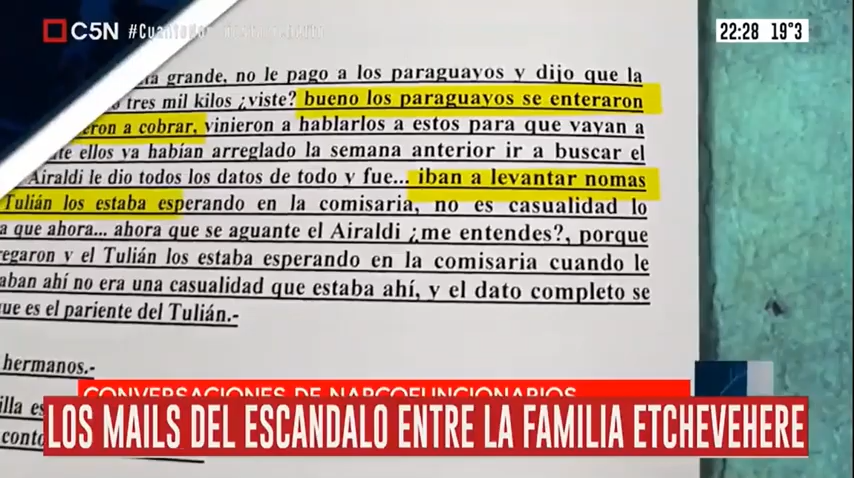 C5N
22:28 19°3
grande, no le pago a los paraguayos y dijo que la
tres mil kilos ¿viste? bueno los paraguayos se enteraron
a cobrar, vinieron a hablarlos a estos para que vayan a
ellos ya habían arreglado la semana anterior ir a buscar el
Airaldi le dio todos los datos de todo y fue... iban a levantar nomas
Tulián los estaba esperando en la comisaria, no es casualidad lo
a que ahora... ahora que se aguante el Airaldi ¿me entendes?, porque
egaron y el Tulián los estaba esperando en la comisaria cuando le
aban ahí no era una casualidad que estaba ahí, y el dato completo se
que es el pariente del Tulián.-
hermanos.-
CONVERSACIONES DE NARCOFUNCIONARIOS
LOS MAILS DEL ESCANDALO ENTRE LA FAMILIA ETCHEVEHERE